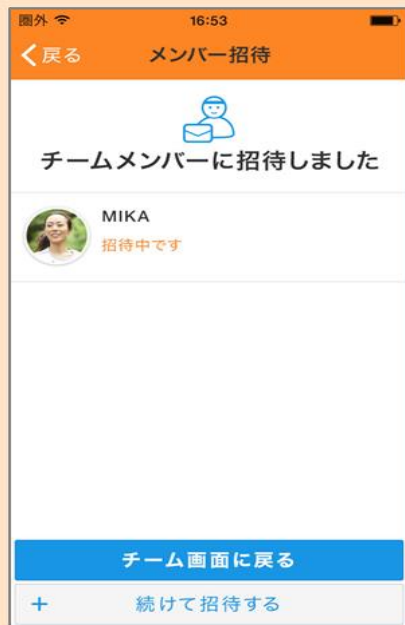 圏外 16:53
戻る メンバー招待
チームメンバーに招待しました
MIKA
招待中です
チーム画面に戻る
+ 続けて招待する